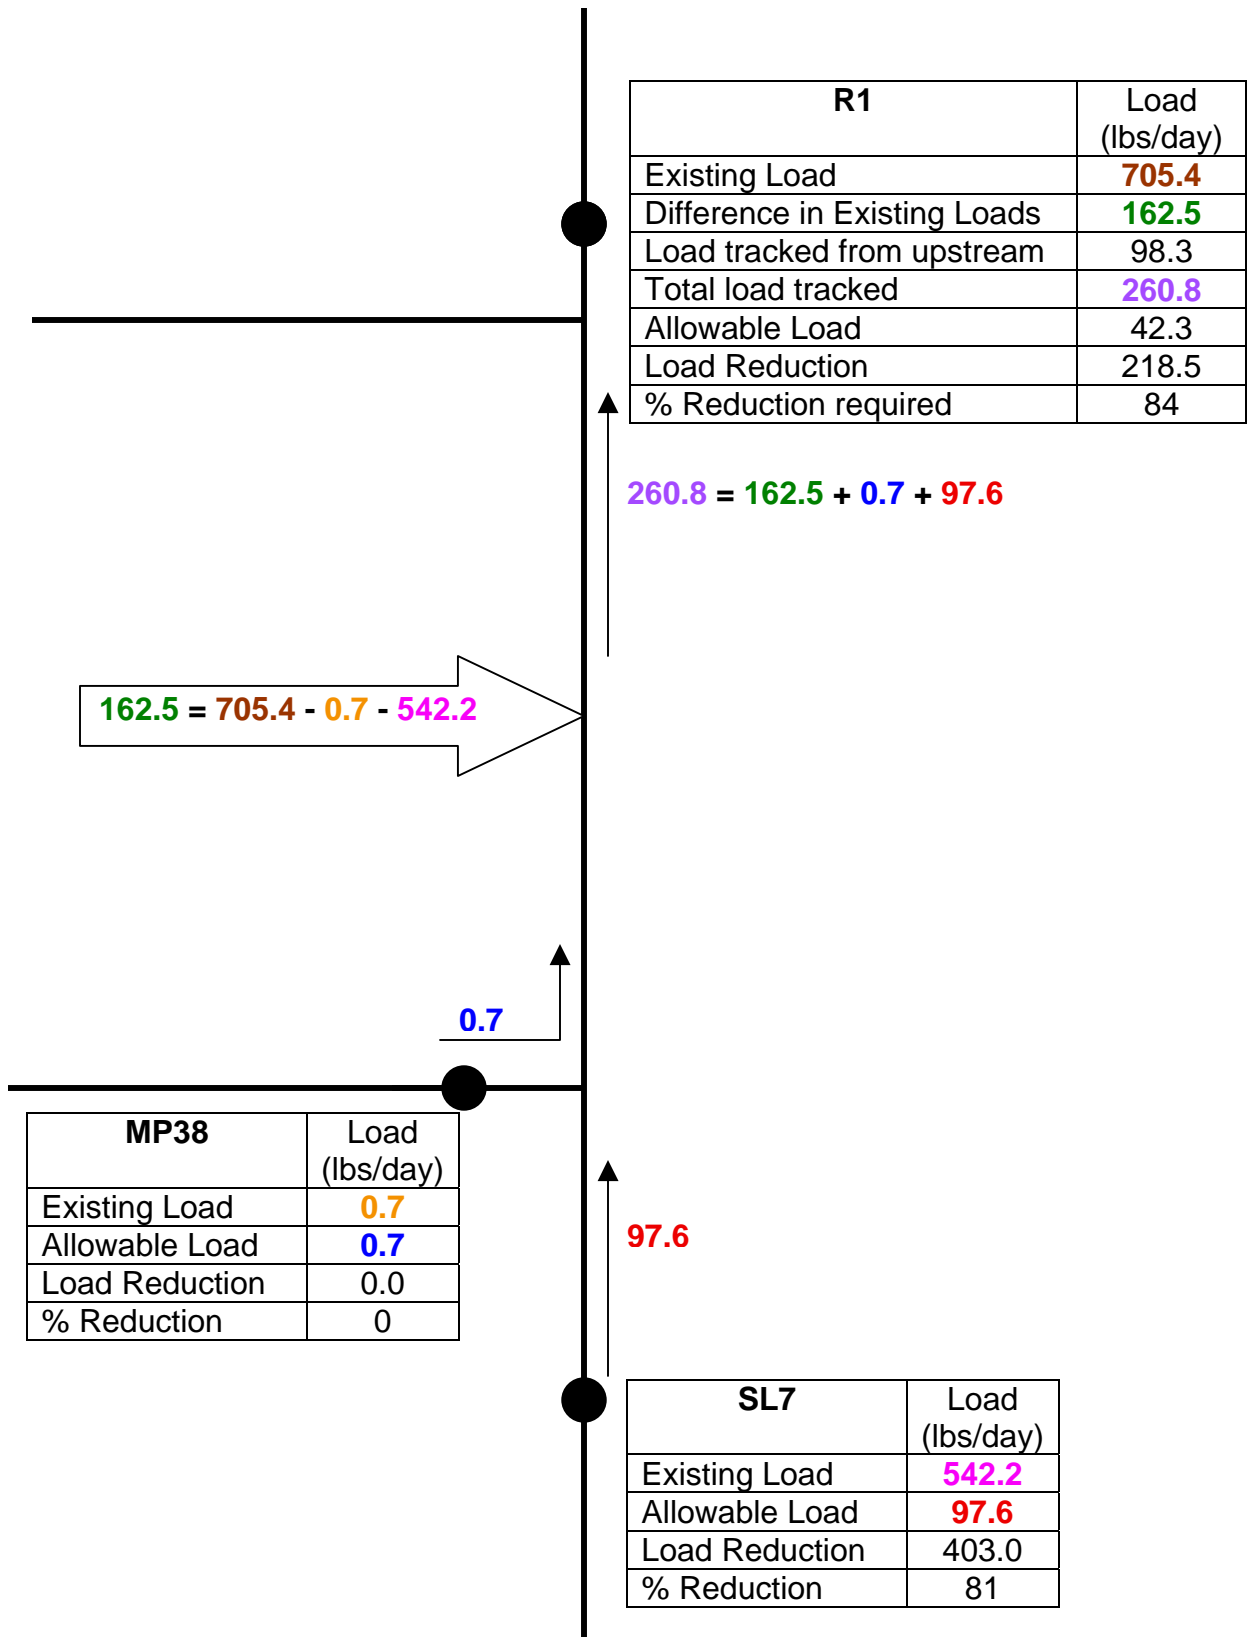 R1 Load
(lbs/day)
Existing Load 705.4
Difference in Existing Loads 162.5
Load tracked from upstream 98.3
Total load tracked 260.8
Allowable Load 42.3
Load Reduction 218.5
% Reduction required 84
260.8 = 162.5 + 0.7 + 97.6
162.5 = 705.4 - 0.7 - 542.2
0.7
MP38 Load
(lbs/day)
Existing Load 0.7
Allowable Load 0.7
Load Reduction 0.0
% Reduction 0
97.6
SL7 Load
(lbs/day)
Existing Load 542.2
Allowable Load 97.6
Load Reduction 403.0
% Reduction 81